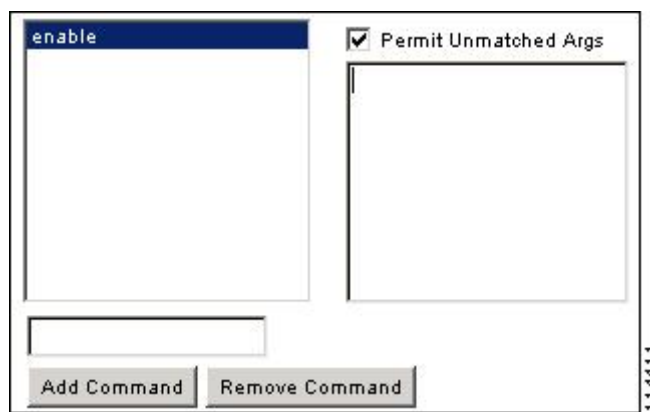 enable
Permit Unmatched Args
Add Command
Remove Command